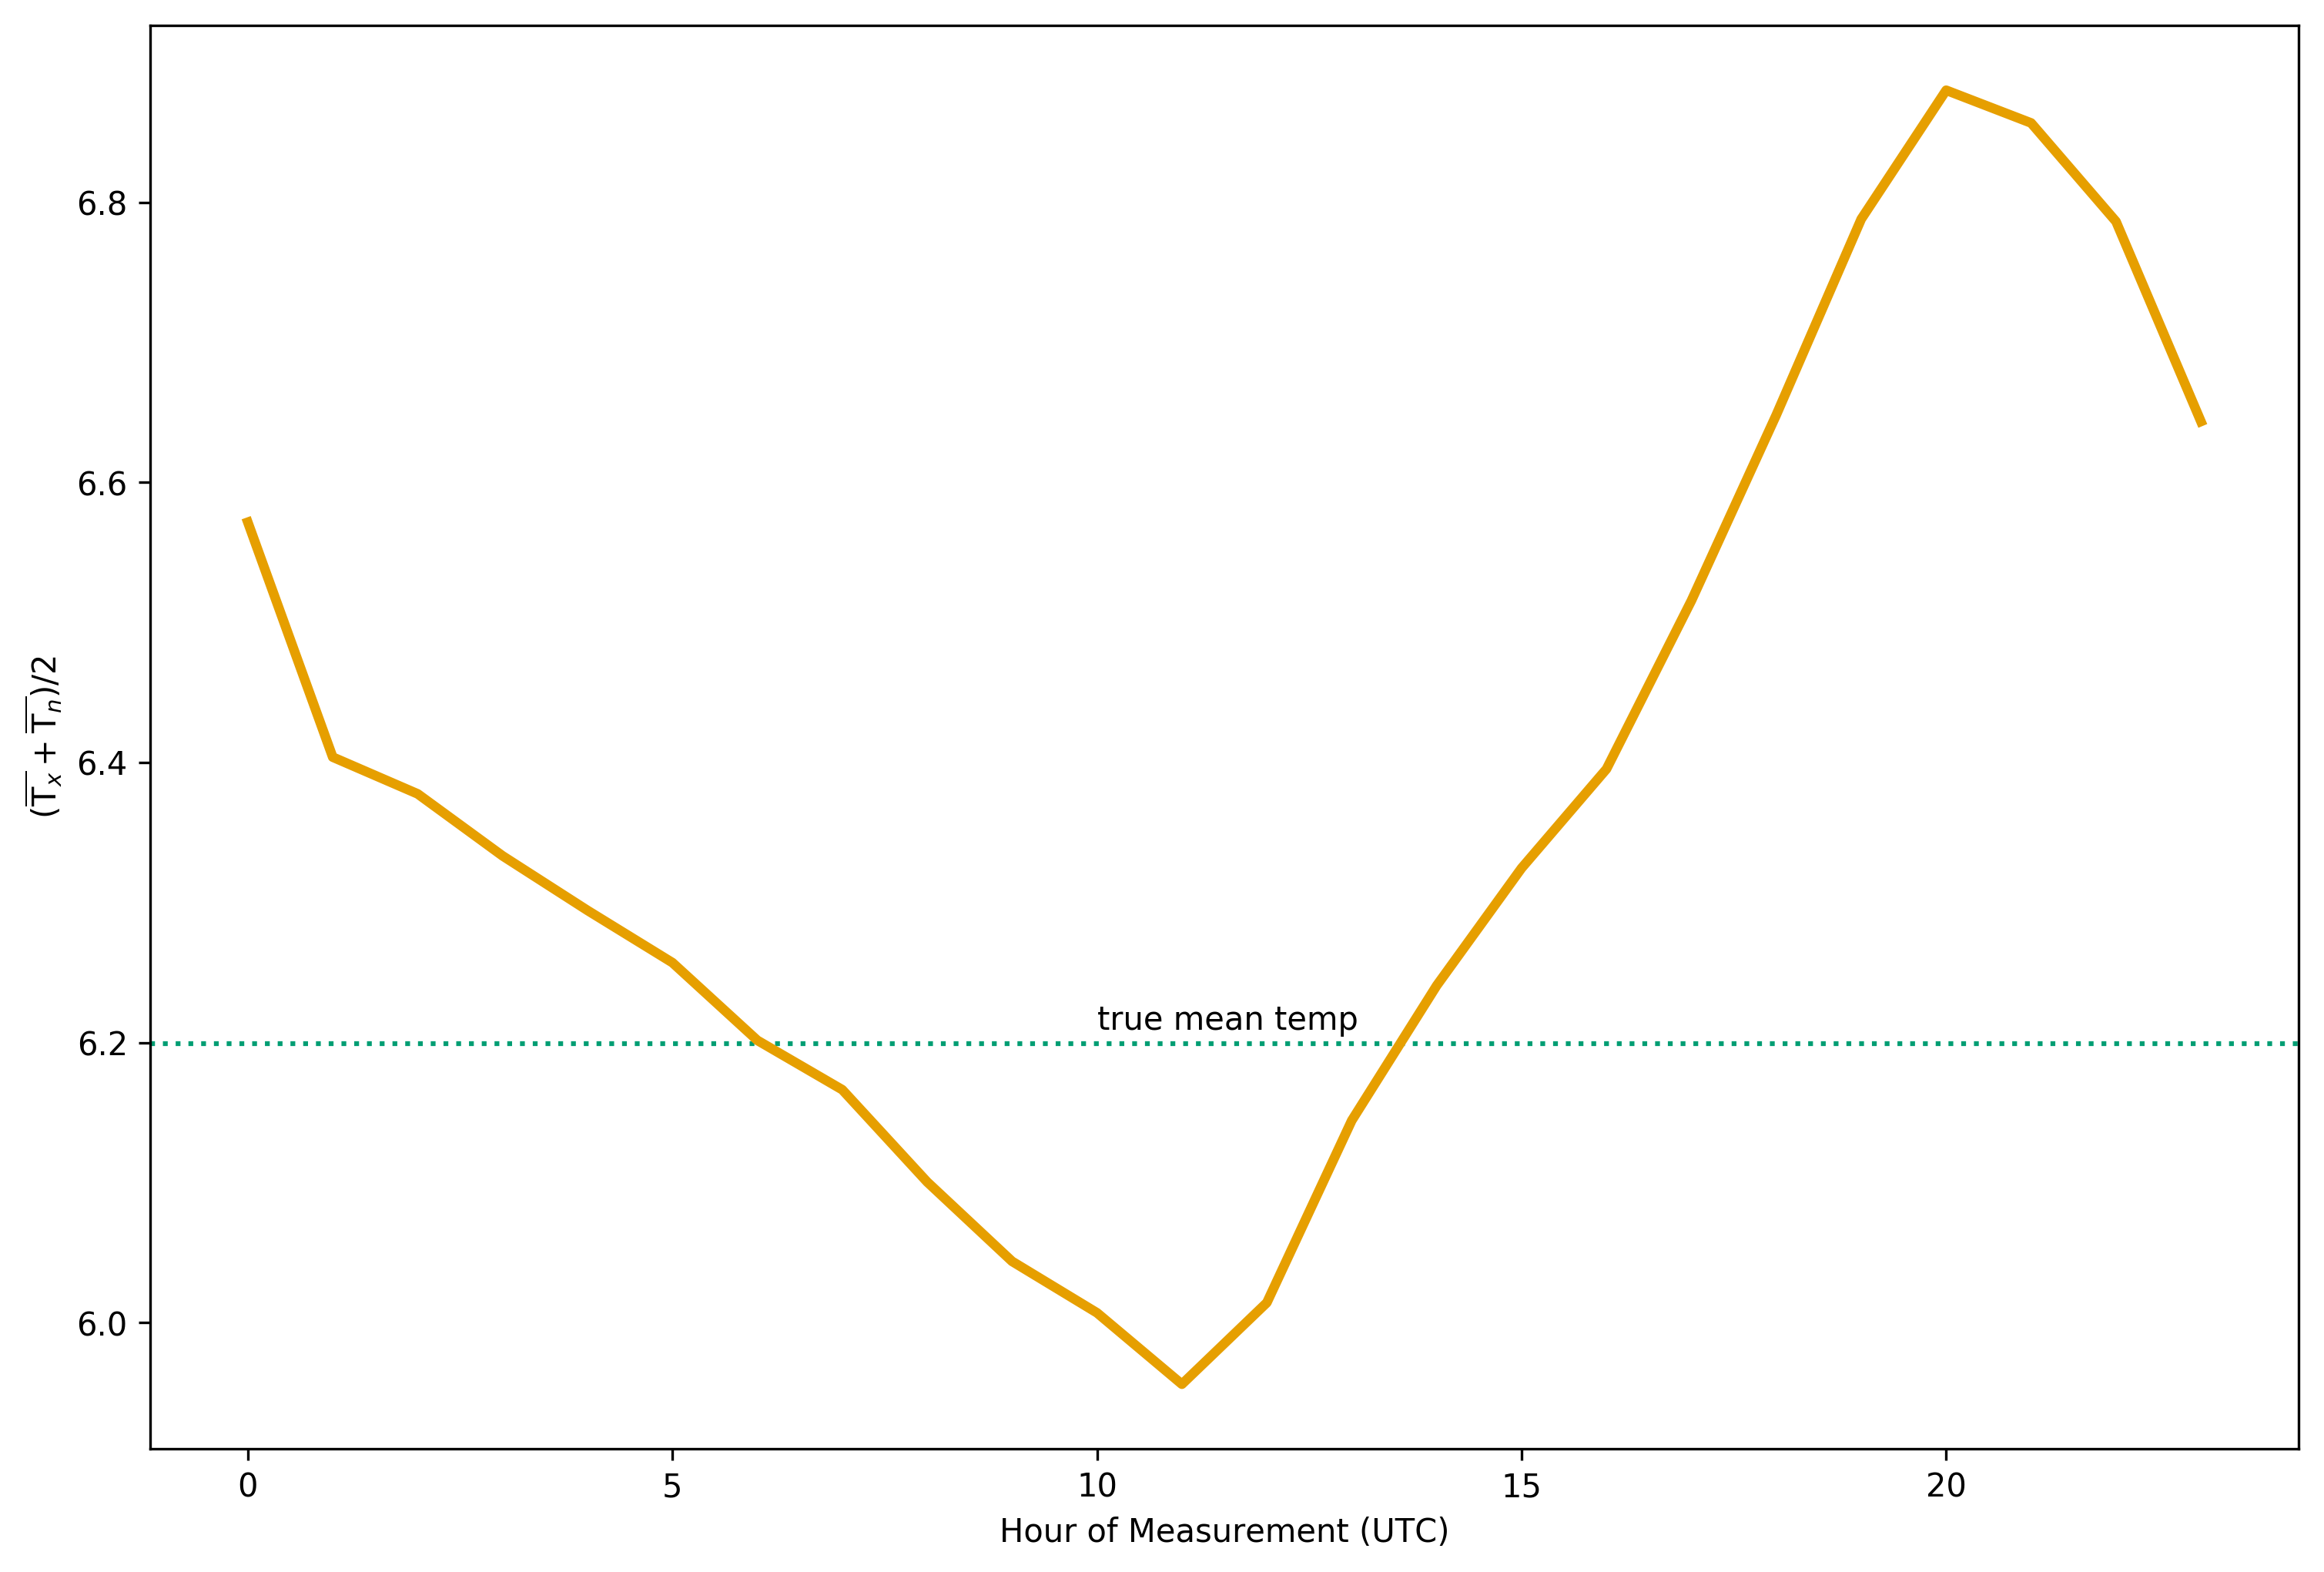 (T̅ₓ + T̅ₙ)/2
6.8
6.6
6.4
6.2
6.0
true mean temp
0 5 10 15 20
Hour of Measurement (UTC)